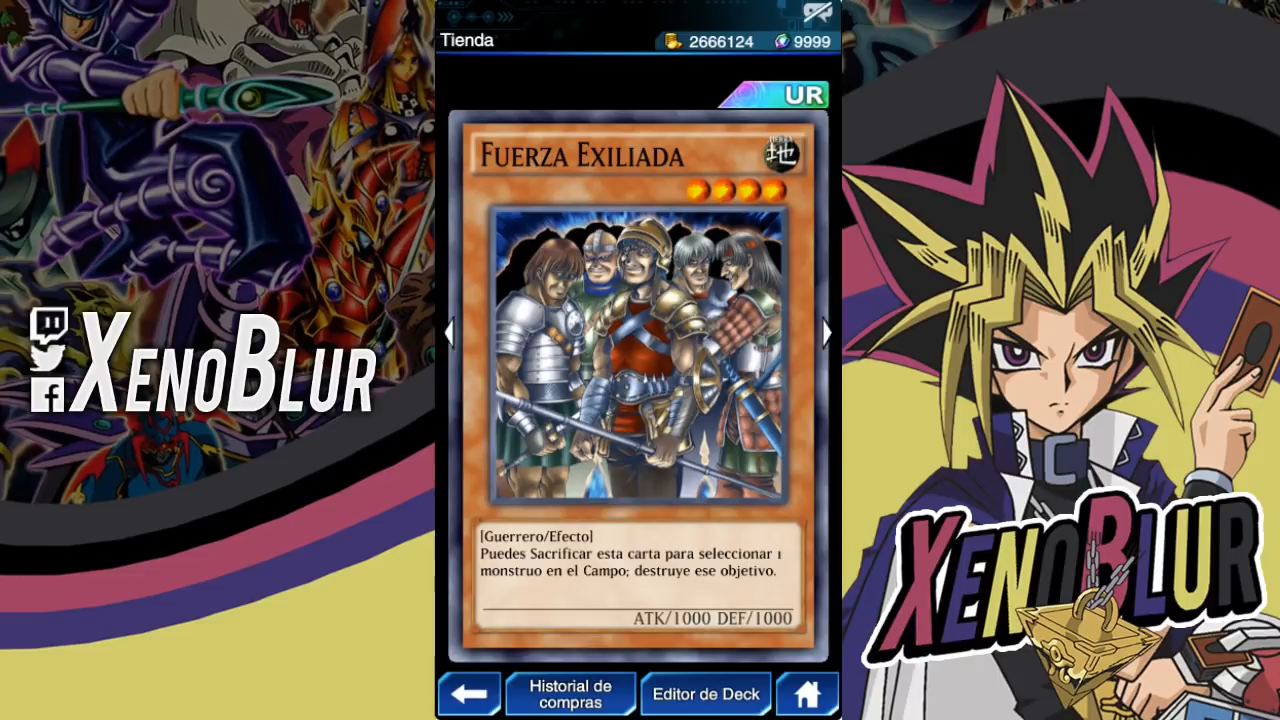 Tienda
2666124
9999
UR
FUERZA EXILIADA
地
[Guerrero/Efecto]
Puedes Sacrificar esta carta para seleccionar 1
monstruo en el Campo; destruye ese objetivo.
ATK/1000 DEF/1000
Historial de
compras
Editor de Deck
XENOBLUR
XENOBLUR